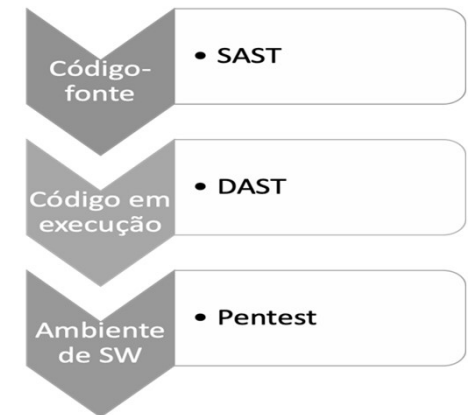 Código-
fonte
• SAST
Código em
execução
• DAST
Ambiente
de SW
• Pentest